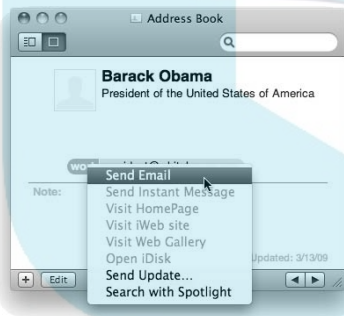 Address Book
Barack Obama
President of the United States of America
Send Email
Note:
Send Instant Message
Visit HomePage
Visit iWeb site
Visit Web Gallery
Open iDisk
Updated: 3/13/09
Send Update...
Search with Spotlight
Edit